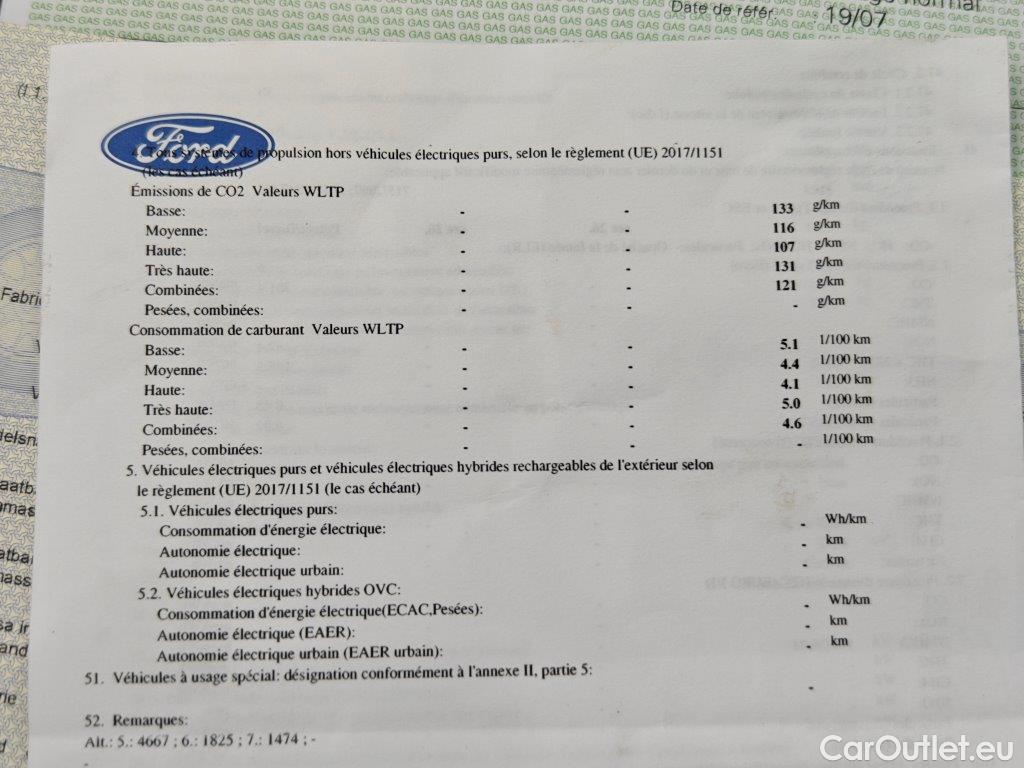 Date de référ
19/07
Ford
4. Tous systèmes de propulsion hors véhicules électriques purs, selon le règlement (UE) 2017/1151
(les cas échéant)
Émissions de CO2 Valeurs WLTP
Basse: - - 133 g/km
Moyenne: - - 116 g/km
Haute: - - 107 g/km
Très haute: - - 131 g/km
Combinées: - - 121 g/km
Pesées, combinées: - - - g/km
Consommation de carburant Valeurs WLTP
Basse: - - 5.1 l/100 km
Moyenne: - - 4.4 l/100 km
Haute: - - 4.1 l/100 km
Très haute: - - 5.0 l/100 km
Combinées: - - 4.6 l/100 km
Pesées, combinées: - - - l/100 km
5. Véhicules électriques purs et véhicules électriques hybrides rechargeables de l'extérieur selon
le règlement (UE) 2017/1151 (le cas échéant)
5.1. Véhicules électriques purs:
Consommation d'énergie électrique: - Wh/km
Autonomie électrique: - km
Autonomie électrique urbain: - km
5.2. Véhicules électriques hybrides OVC:
Consommation d'énergie électrique(ECAC,Pesées): - Wh/km
Autonomie électrique (EAER): - km
Autonomie électrique urbain (EAER urbain): - km
51. Véhicules à usage spécial: désignation conformément à l'annexe II, partie 5: -
52. Remarques:
Alt.: 5.: 4667 ; 6.: 1825 ; 7.: 1474 ; -
-
CarOutlet.eu